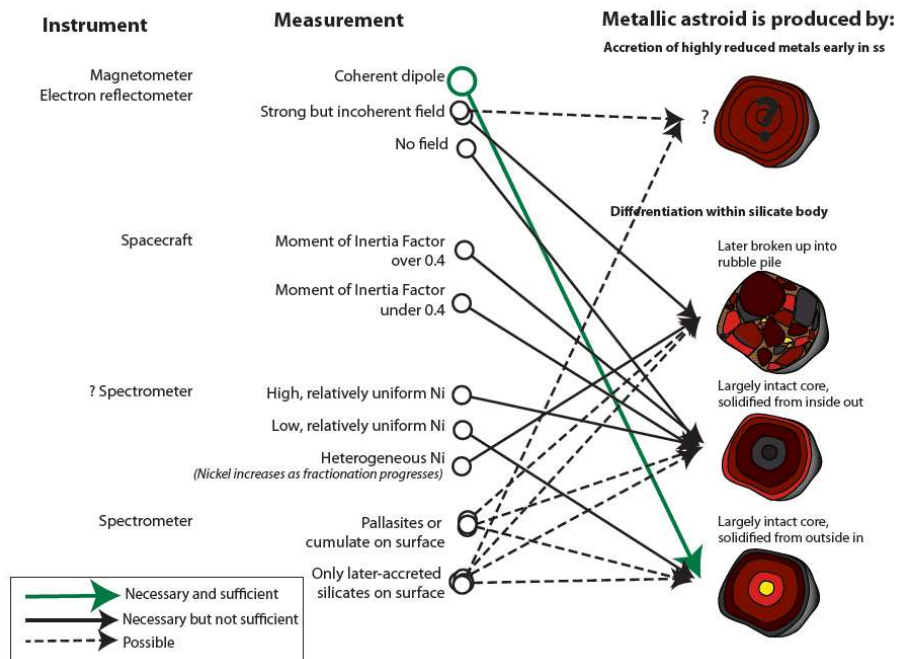 Instrument
Measurement
Metallic astroid is produced by:
Accretion of highly reduced metals early in ss
Magnetometer
Electron reflectometer
Coherent dipole
Strong but incoherent field
No field
?
?
Differentiation within silicate body
Spacecraft
Moment of Inertia Factor
over 0.4
Moment of Inertia Factor
under 0.4
Later broken up into
rubble pile
? Spectrometer
High, relatively uniform Ni
Low, relatively uniform Ni
Heterogeneous Ni
(Nickel increases as fractionation progresses)
Largely intact core,
solidified from inside out
Spectrometer
Pallasites or
cumulate on surface
Only later-accreted
silicates on surface
Largely intact core,
solidified from outside in
Necessary and sufficient
Necessary but not sufficient
Possible